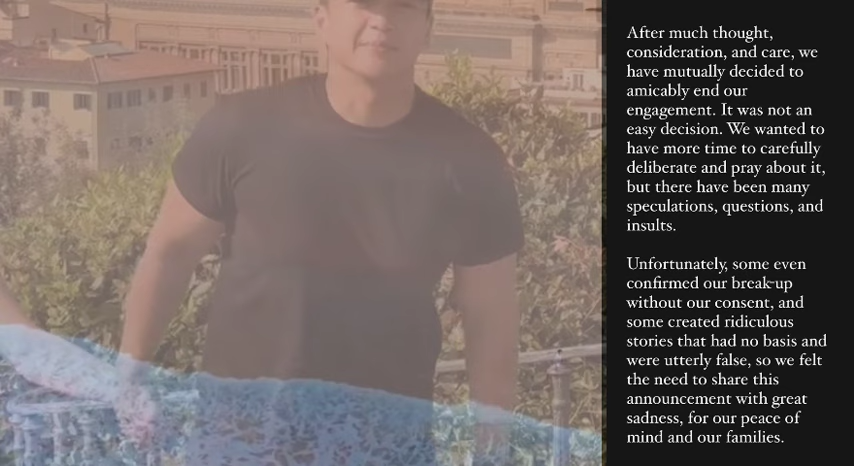 After much thought,
consideration, and care, we
have mutually decided to
amicably end our
engagement. It was not an
easy decision. We wanted to
have more time to carefully
deliberate and pray about it,
but there have been many
speculations, questions, and
insults.
Unfortunately, some even
confirmed our break-up
without our consent, and
some created ridiculous
stories that had no basis and
were utterly false, so we felt
the need to share this
announcement with great
sadness, for our peace of
mind and our families.